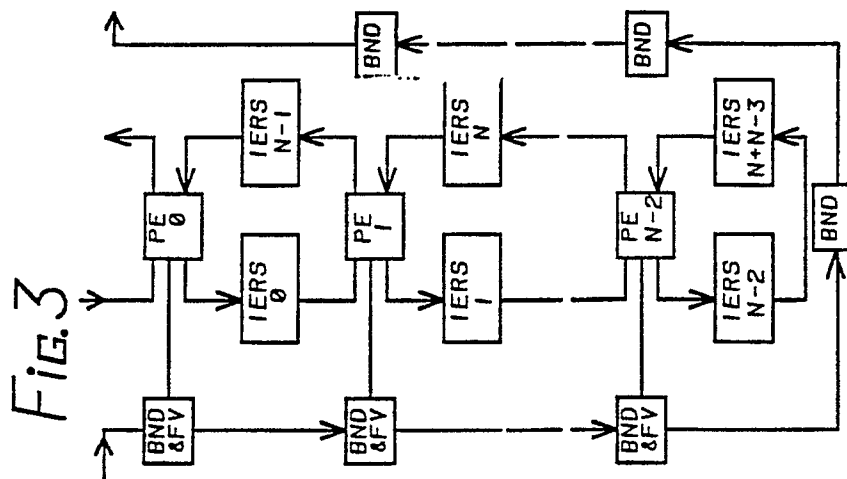 Fig.3
BND
&FV
PE
0
IERS
0
IERS
N-1
BND
&FV
PE
1
BND
IERS
1
IERS
N
BND
&FV
PE
N-2
BND
IERS
N-2
IERS
N+N-3
BND